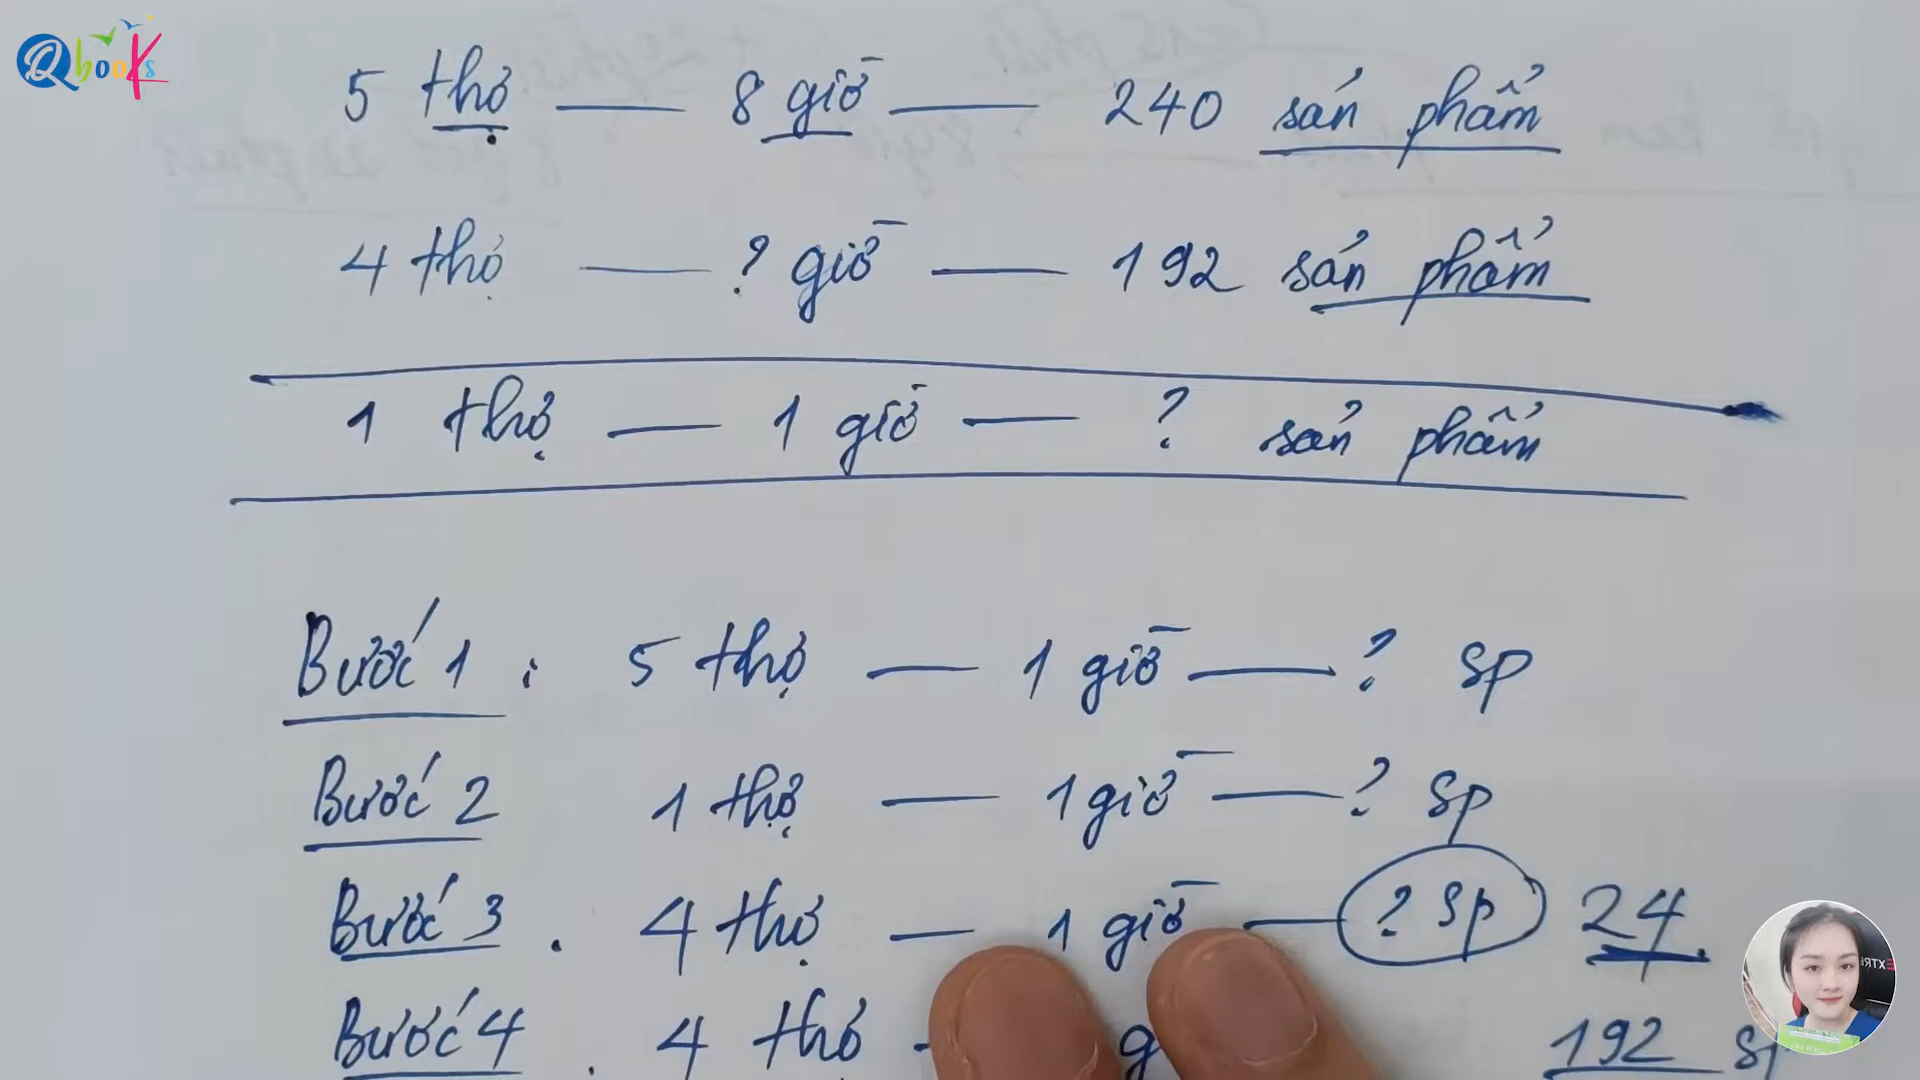 Qbooks
5 thợ — 8 giờ — 240 sản phẩm
4 thợ — ? giờ — 192 sản phẩm
1 thợ — 1 giờ — ? sản phẩm
Bước 1 : 5 thợ — 1 giờ — ? sp
Bước 2 1 thợ — 1 giờ — ? sp
Bước 3 . 4 thợ — 1 giờ — ? sp 24
Bước 4 . 4 thợ - g 192 sp